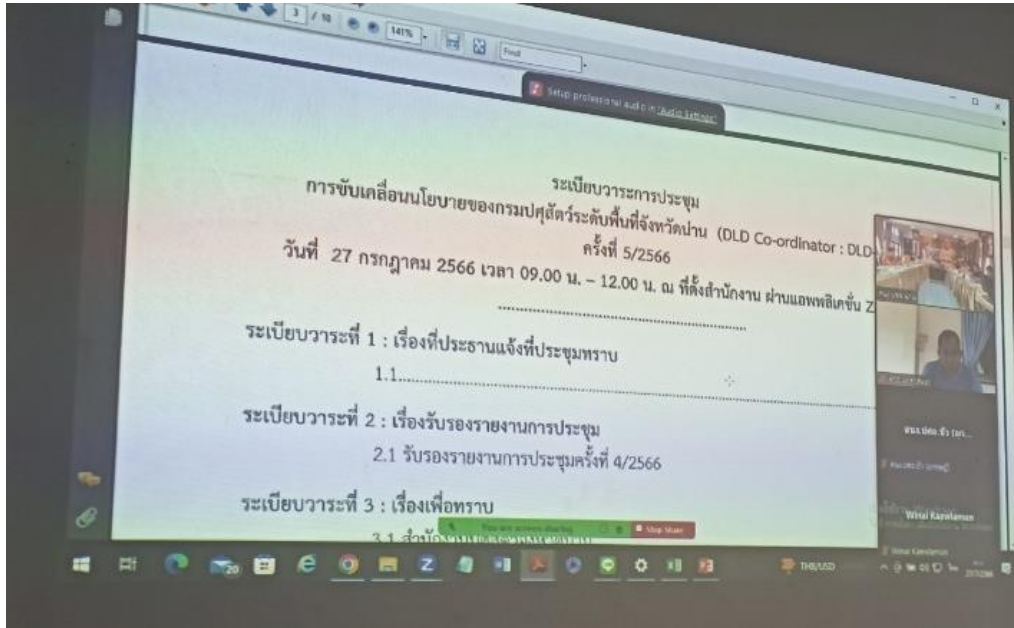 3 / 10
141%
Find
Setup professional audio in "Audio Settings"
ระเบียบวาระการประชุม
การขับเคลื่อนนโยบายของกรมปศุสัตว์ระดับพื้นที่จังหวัดน่าน (DLD Co-ordinator : DLD-
ครั้งที่ 5/2566
วันที่ 27 กรกฎาคม 2566 เวลา 09.00 น. – 12.00 น. ณ ที่ตั้งสำนักงาน ผ่านแอพพลิเคชั่น Z
ระเบียบวาระที่ 1 : เรื่องที่ประธานแจ้งที่ประชุมทราบ
1.1
ระเบียบวาระที่ 2 : เรื่องรับรองรายงานการประชุม
2.1 รับรองรายงานการประชุมครั้งที่ 4/2566
ระเบียบวาระที่ 3 : เรื่องเพื่อทราบ
Winai Kaewlamun
You are screen sharing
Stop Share
3.1
20
THB/USD